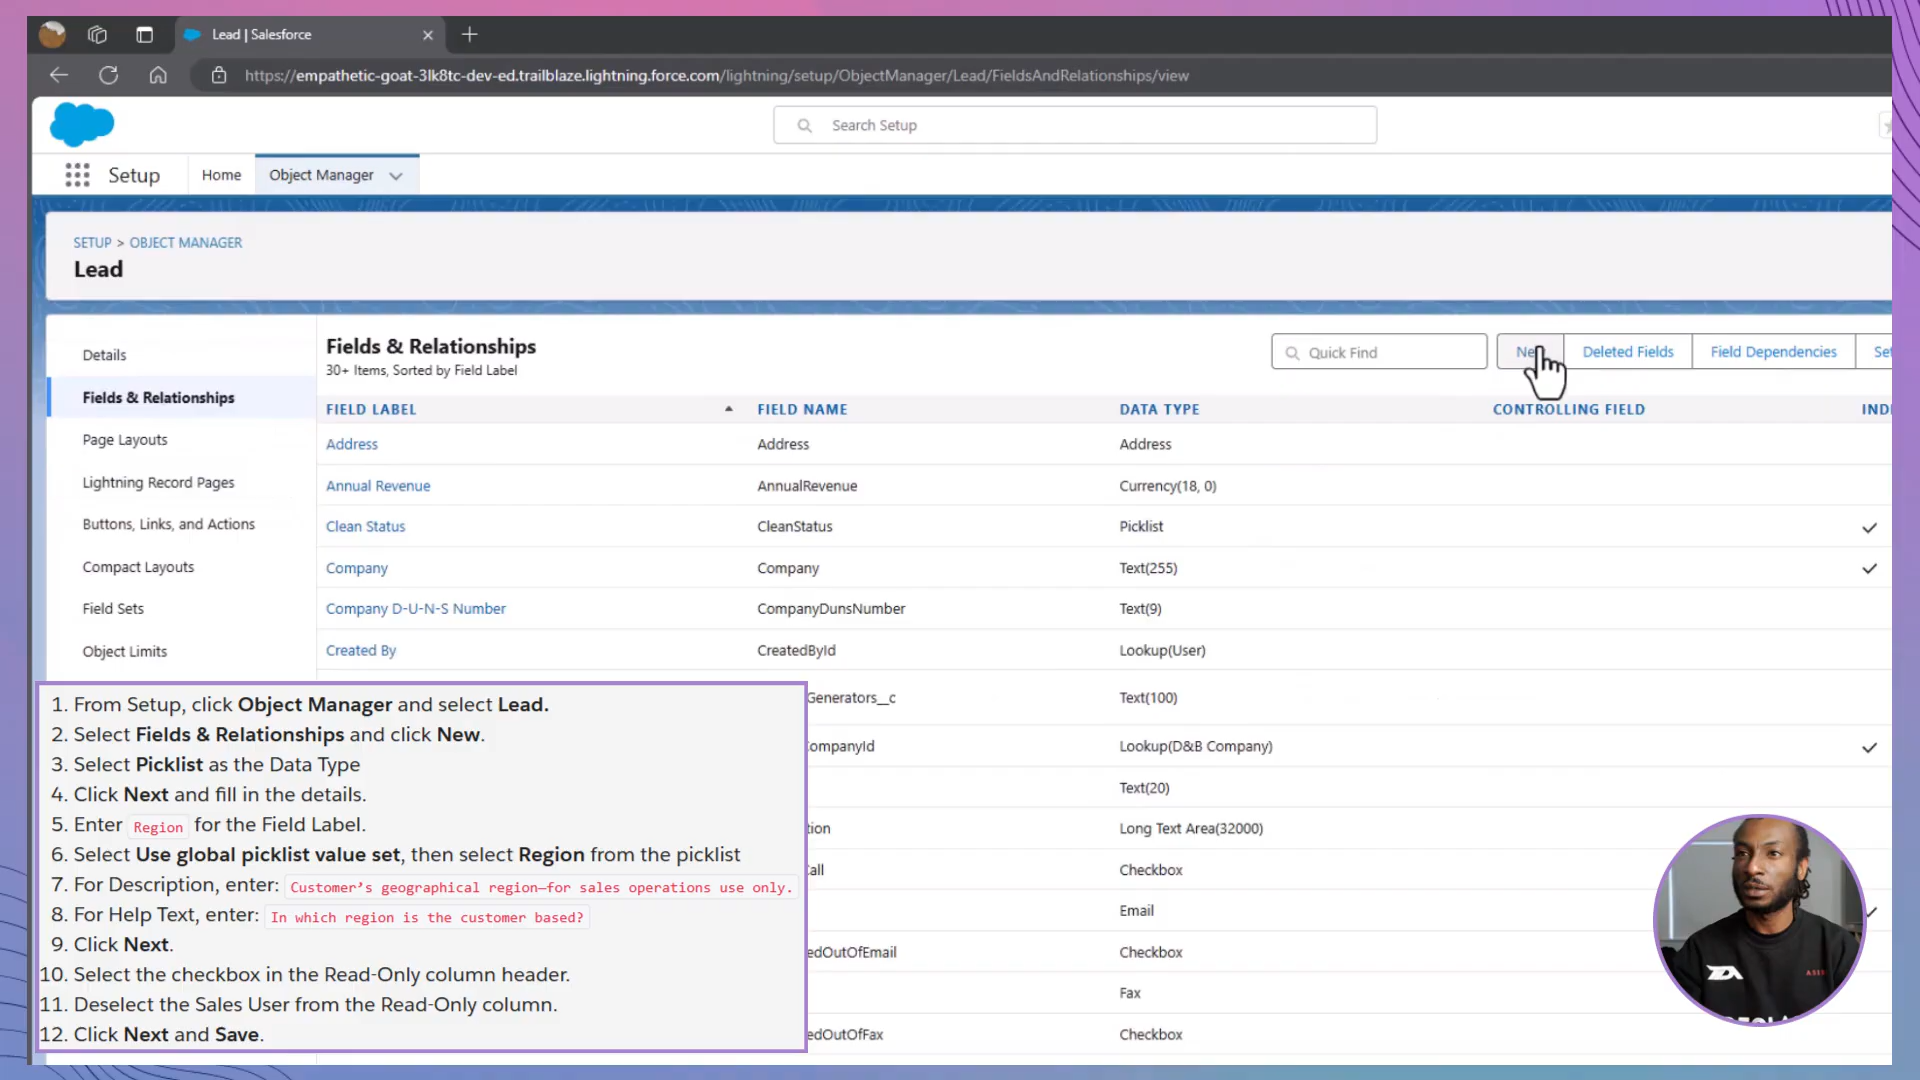 Lead | Salesforce
https://empathetic-goat-3lk8tc-dev-ed.trailblaze.lightning.force.com/lightning/setup/ObjectManager/Lead/FieldsAndRelationships/view
Search Setup
Setup Home Object Manager
SETUP > OBJECT MANAGER
Lead
Details
Fields & Relationships
Page Layouts
Lightning Record Pages
Buttons, Links, and Actions
Compact Layouts
Field Sets
Object Limits
Fields & Relationships
30+ Items, Sorted by Field Label
Quick Find
Deleted Fields
Field Dependencies
FIELD LABEL FIELD NAME DATA TYPE CONTROLLING FIELD
Address Address Address
Annual Revenue AnnualRevenue Currency(18, 0)
Clean Status CleanStatus Picklist
Company Company Text(255)
Company D-U-N-S Number CompanyDunsNumber Text(9)
Created By CreatedById Lookup(User)
Generators__c Text(100)
ompanyId Lookup(D&B Company)
Text(20)
tion Long Text Area(32000)
Call Checkbox
Email
edOutOfEmail Checkbox
Fax
edOutOfFax Checkbox
1. From Setup, click Object Manager and select Lead.
2. Select Fields & Relationships and click New.
3. Select Picklist as the Data Type
4. Click Next and fill in the details.
5. Enter Region for the Field Label.
6. Select Use global picklist value set, then select Region from the picklist
7. For Description, enter: Customer’s geographical region—for sales operations use only.
8. For Help Text, enter: In which region is the customer based?
9. Click Next.
10. Select the checkbox in the Read-Only column header.
11. Deselect the Sales User from the Read-Only column.
12. Click Next and Save.